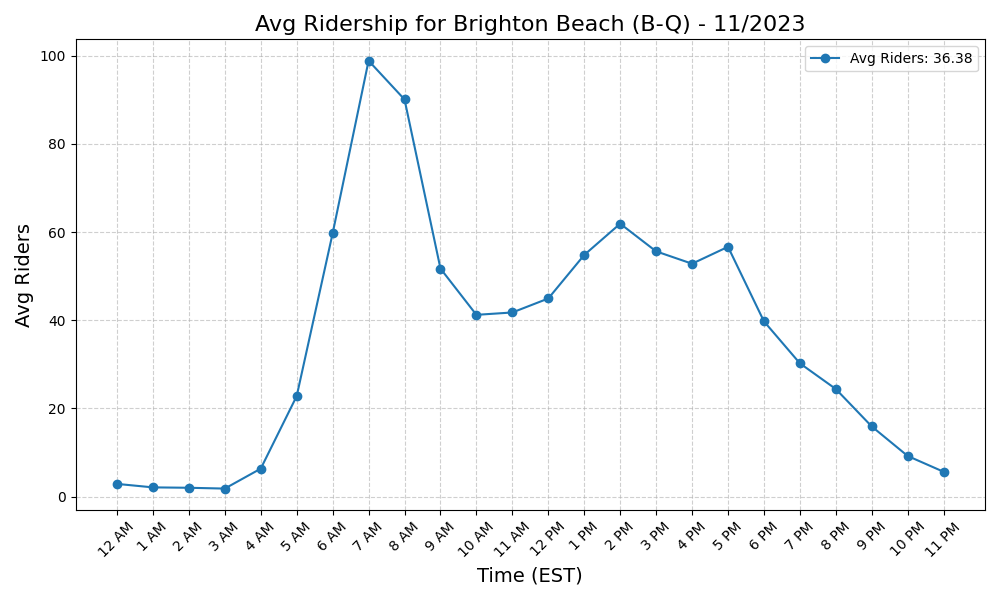 Avg Ridership for Brighton Beach (B-Q) - 11/2023
Avg Riders: 36.38
Avg Riders
100
80
60
40
20
0
12 AM
1 AM
2 AM
3 AM
4 AM
5 AM
6 AM
7 AM
8 AM
9 AM
10 AM
11 AM
12 PM
1 PM
2 PM
3 PM
4 PM
5 PM
6 PM
7 PM
8 PM
9 PM
10 PM
11 PM
Time (EST)